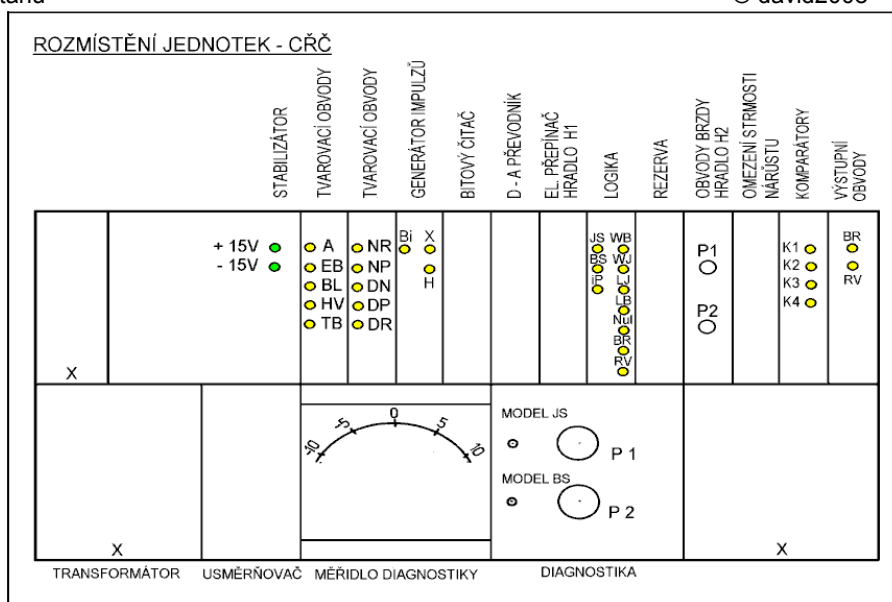 © david2008
ROZMÍSTĚNÍ JEDNOTEK - CŘČ
STABILIZÁTOR
TVAROVACÍ OBVODY
TVAROVACÍ OBVODY
GENERÁTOR IMPULZŮ
BITOVÝ ČITAČ
D - A PŘEVODNÍK
EL. PŘEPÍNAČ
HRADLO H1
LOGIKA
REZERVA
OBVODY BRZDY
HRADLO H2
OMEZENÍ STRMOSTI
NÁRŮSTU
KOMPARÁTORY
VÝSTUPNÍ
OBVODY
+ 15V
- 15V
A
EB
BL
HV
TB
NR
NP
DN
DP
DR
Bi X
H
JS WB
BS WJ
iP LJ
LB
Nul
BR
RV
P1
P2
K1
K2
K3
K4
BR
RV
X
-10 -5 0 5 10
MODEL JS
P 1
MODEL BS
P 2
X
X
TRANSFORMÁTOR USMĚRŇOVAČ MĚŘIDLO DIAGNOSTIKY DIAGNOSTIKA